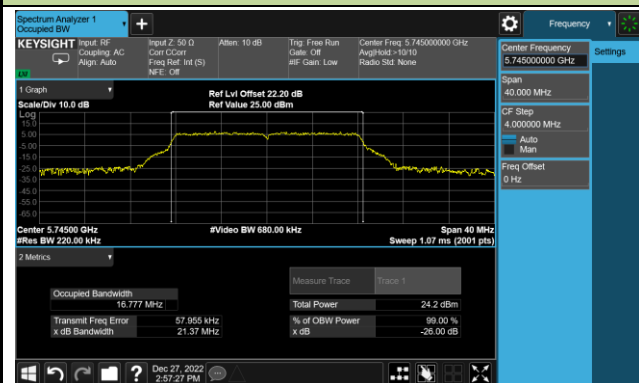 Spectrum Analyzer 1
Occupied BW
Frequency
KEYSIGHT
Input: RF
Coupling: AC
Align: Auto
Input Z: 50 Ω
Corr CCorr
Freq Ref: Int (S)
NFE: Off
Atten: 10 dB
Trig: Free Run
Gate: Off
#IF Gain: Low
Center Freq: 5.745000000 GHz
Avg|Hold:>10/10
Radio Std: None
Center Frequency
5.745000000 GHz
Settings
Span
40.000 MHz
CF Step
4.000000 MHz
Auto
Man
Freq Offset
0 Hz
1 Graph
Scale/Div 10.0 dB
Ref Lvl Offset 22.20 dB
Ref Value 25.00 dBm
Log
15.0
5.00
-5.00
-15.0
-25.0
-35.0
-45.0
-55.0
-65.0
Center 5.74500 GHz
#Res BW 220.00 kHz
#Video BW 680.00 kHz
Span 40 MHz
Sweep 1.07 ms (2001 pts)
2 Metrics
Measure Trace
Trace 1
Occupied Bandwidth
16.777 MHz
Total Power
24.2 dBm
Transmit Freq Error
57.955 kHz
% of OBW Power
99.00 %
x dB Bandwidth
21.37 MHz
x dB
-26.00 dB
?
Dec 27, 2022
2:57:27 PM